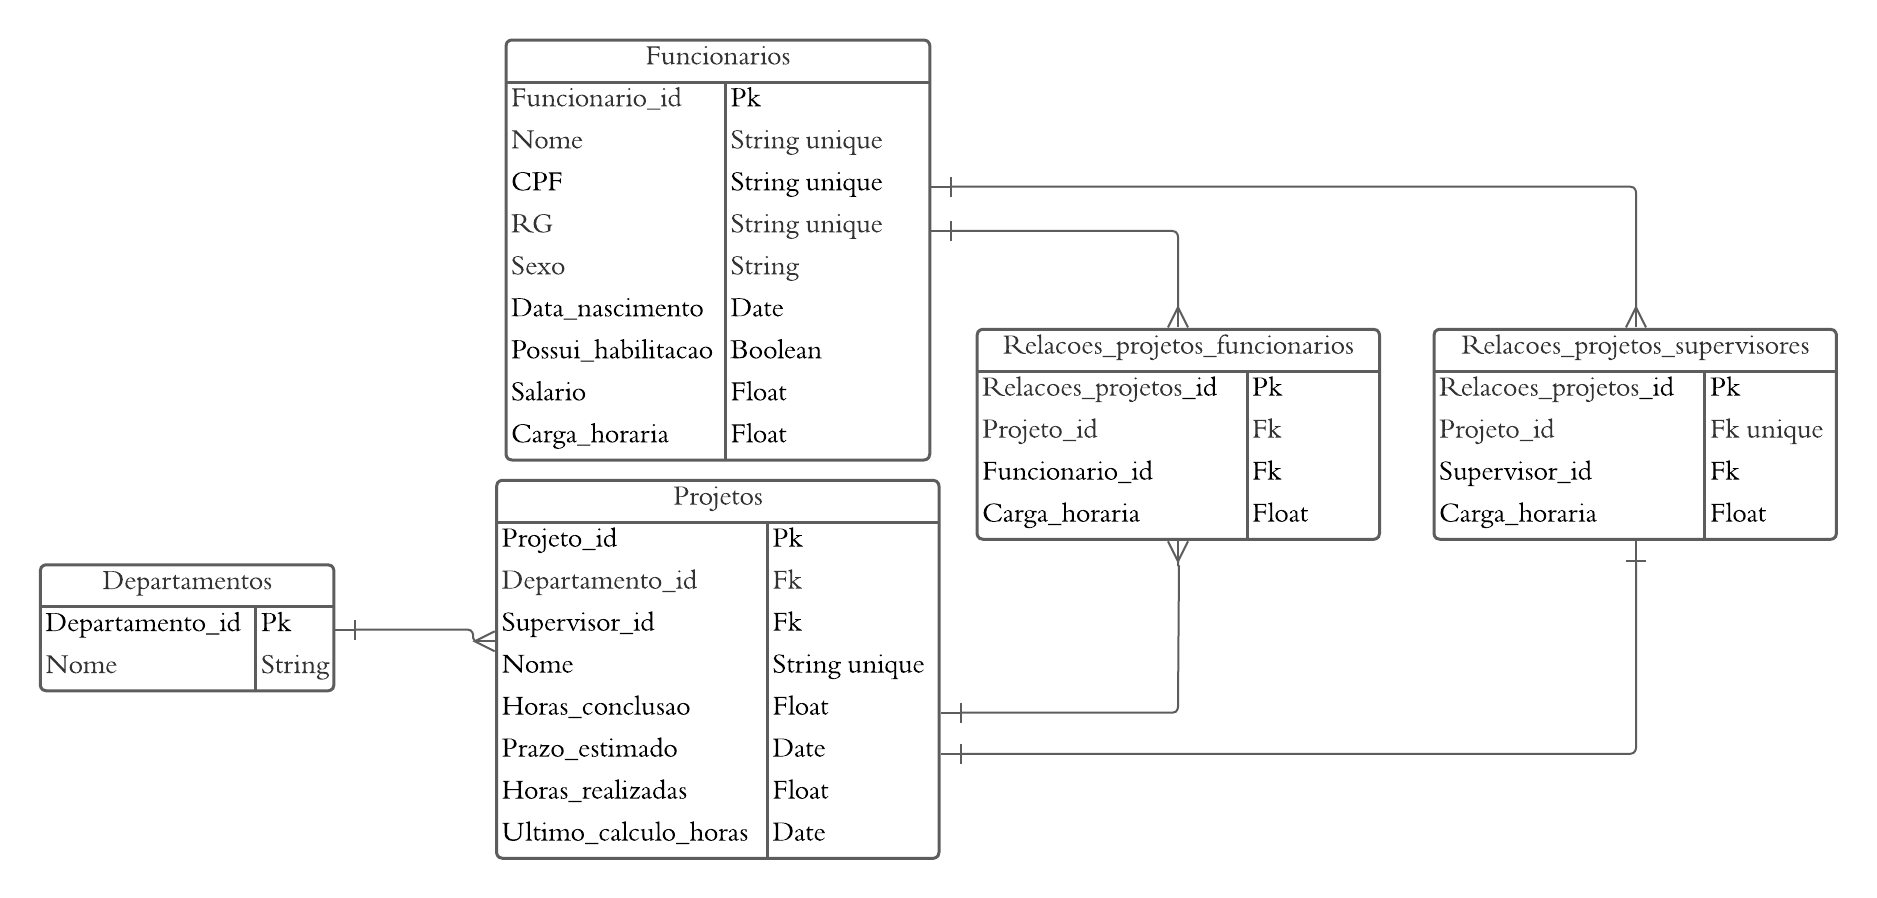 Funcionarios
Funcionario_id Pk
Nome String unique
CPF String unique
RG String unique
Sexo String
Data_nascimento Date
Possui_habilitacao Boolean
Salario Float
Carga_horaria Float
Relacoes_projetos_funcionarios
Relacoes_projetos_id Pk
Projeto_id Fk
Funcionario_id Fk
Carga_horaria Float
Relacoes_projetos_supervisores
Relacoes_projetos_id Pk
Projeto_id Fk unique
Supervisor_id Fk
Carga_horaria Float
Departamentos
Departamento_id Pk
Nome String
Projetos
Projeto_id Pk
Departamento_id Fk
Supervisor_id Fk
Nome String unique
Horas_conclusao Float
Prazo_estimado Date
Horas_realizadas Float
Ultimo_calculo_horas Date